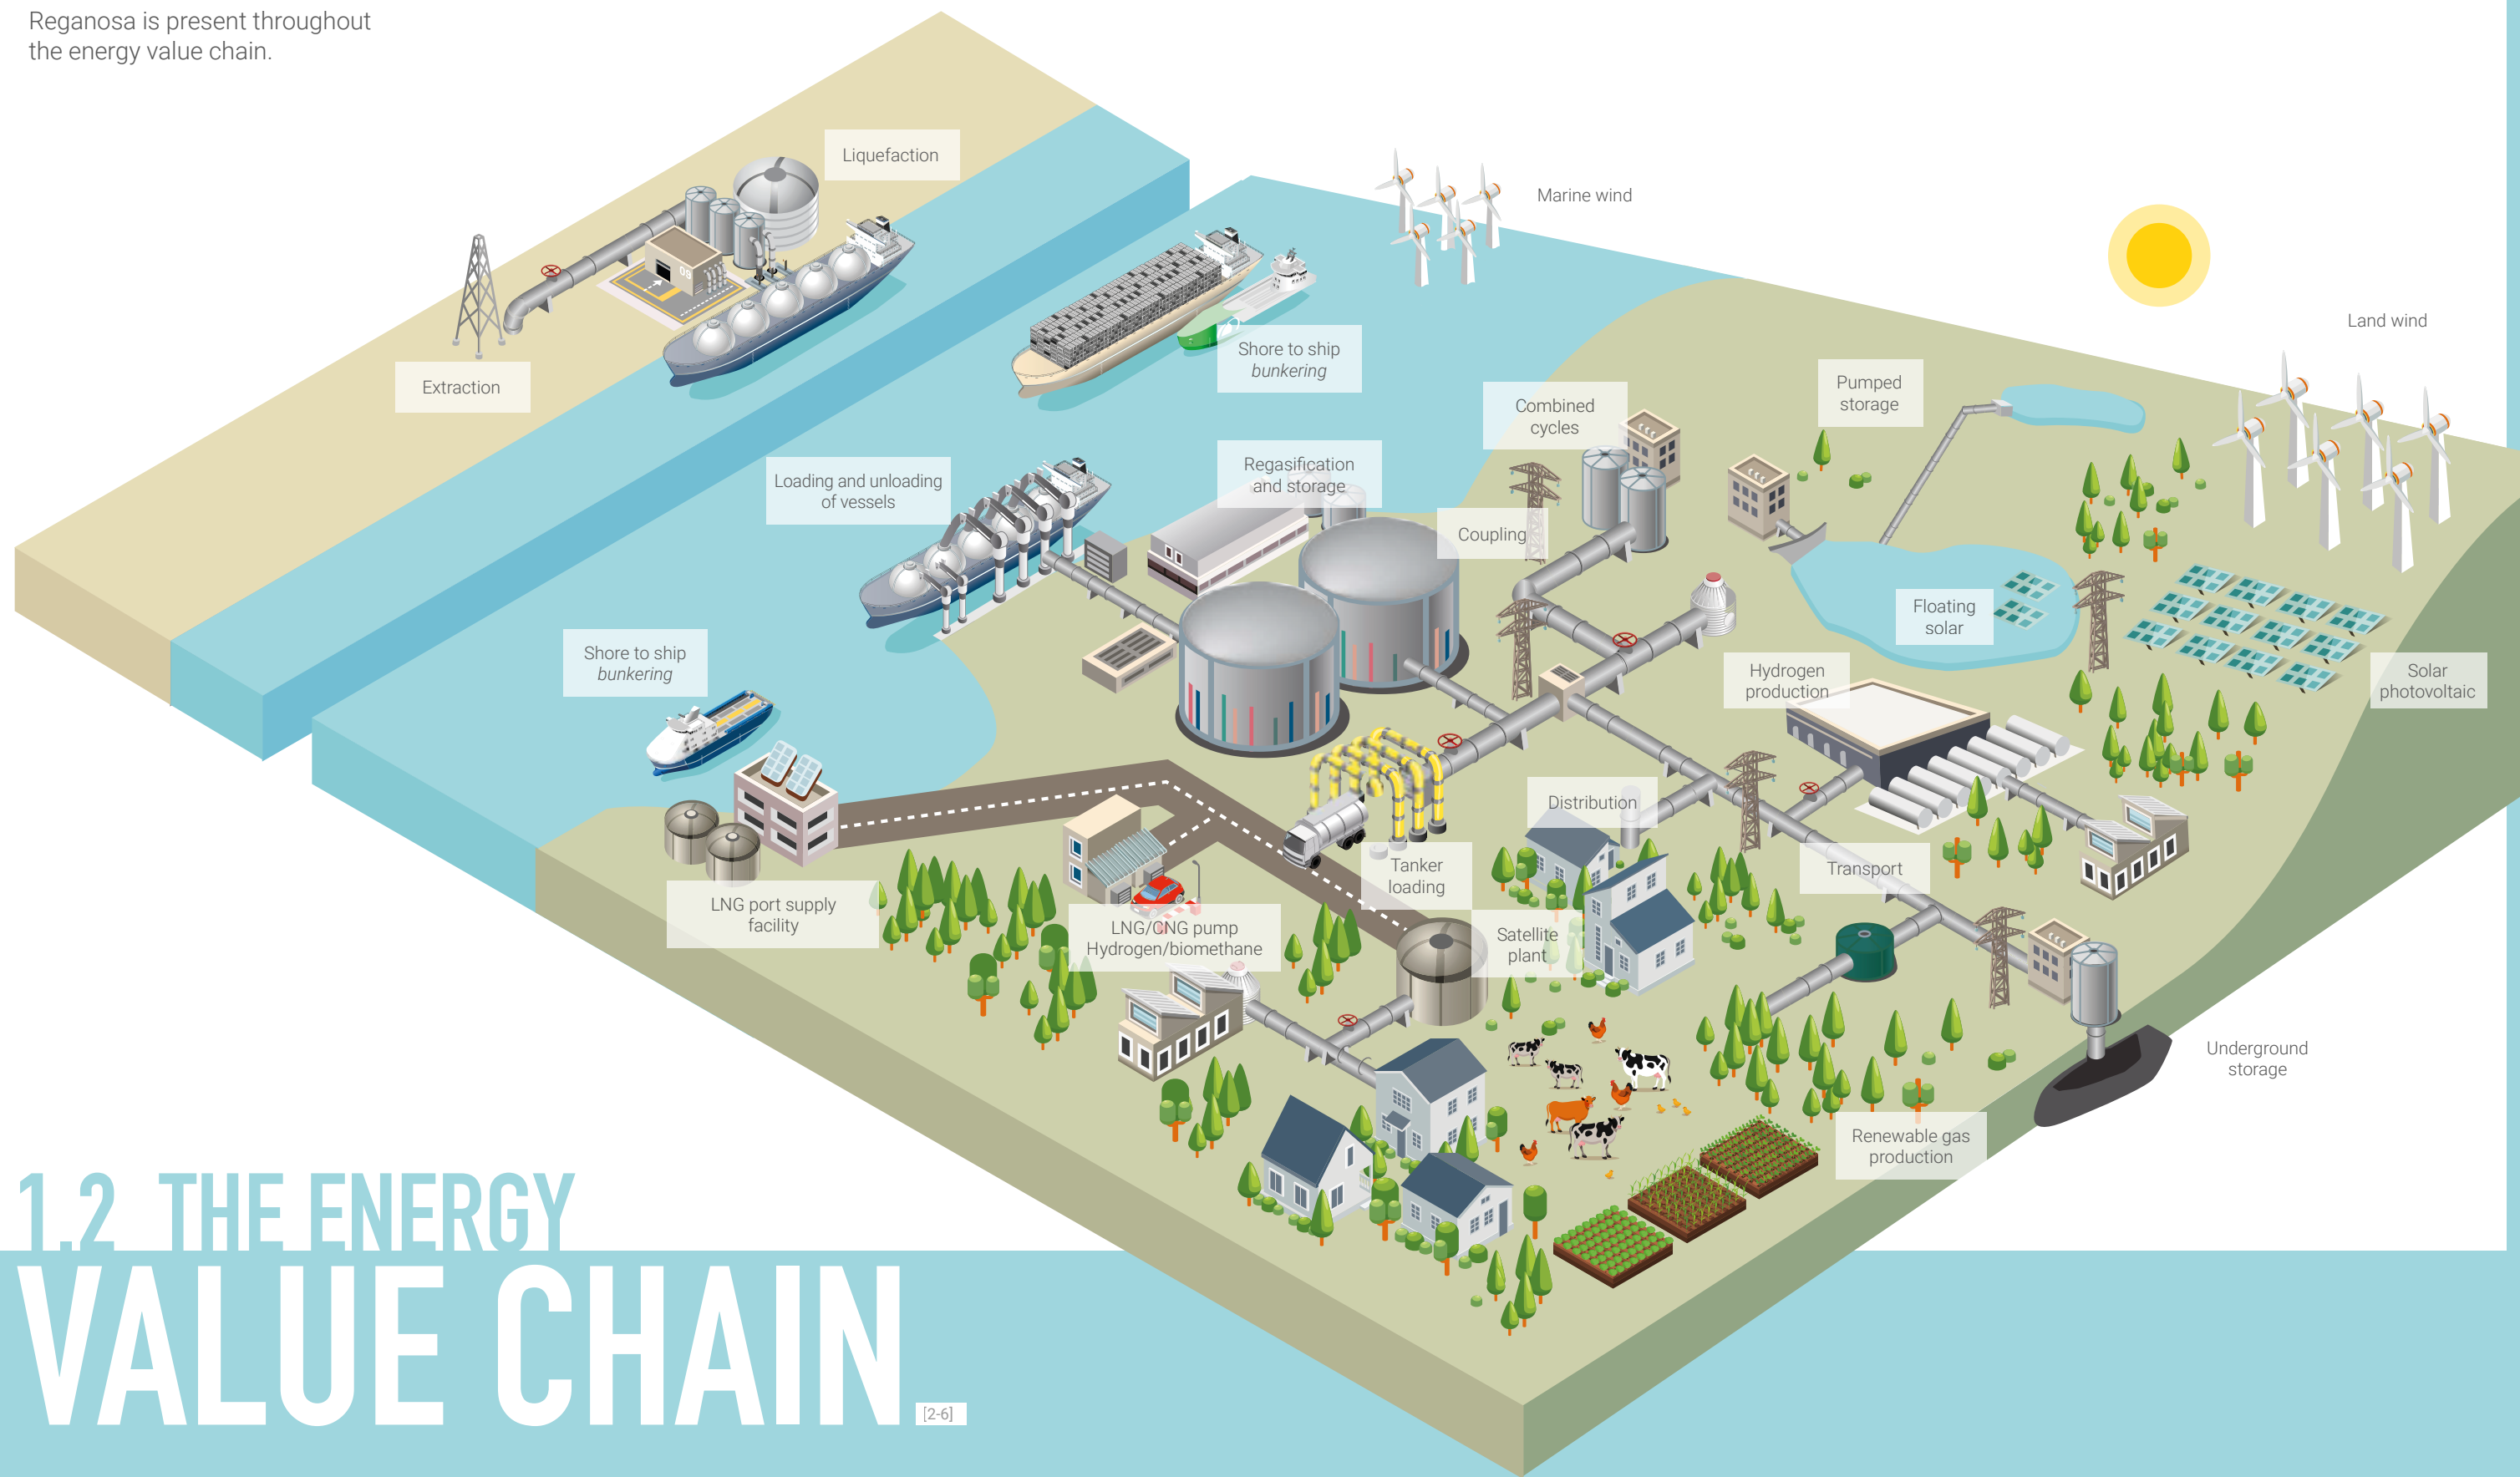 Reganosa is present throughout
the energy value chain.
Liquefaction
Marine wind
Land wind
Extraction
Shore to ship
bunkering
Pumped
storage
Combined
cycles
Loading and unloading
of vessels
Regasification
and storage
Coupling
Floating
solar
Shore to ship
bunkering
Hydrogen
production
Solar
photovoltaic
Distribution
Tanker
loading
Transport
LNG port supply
facility
LNG/CNG pump
Hydrogen/biomethane
Satellite
plant
Underground
storage
Renewable gas
production
1.2 THE ENERGY
VALUE CHAIN.
[2-6]
03